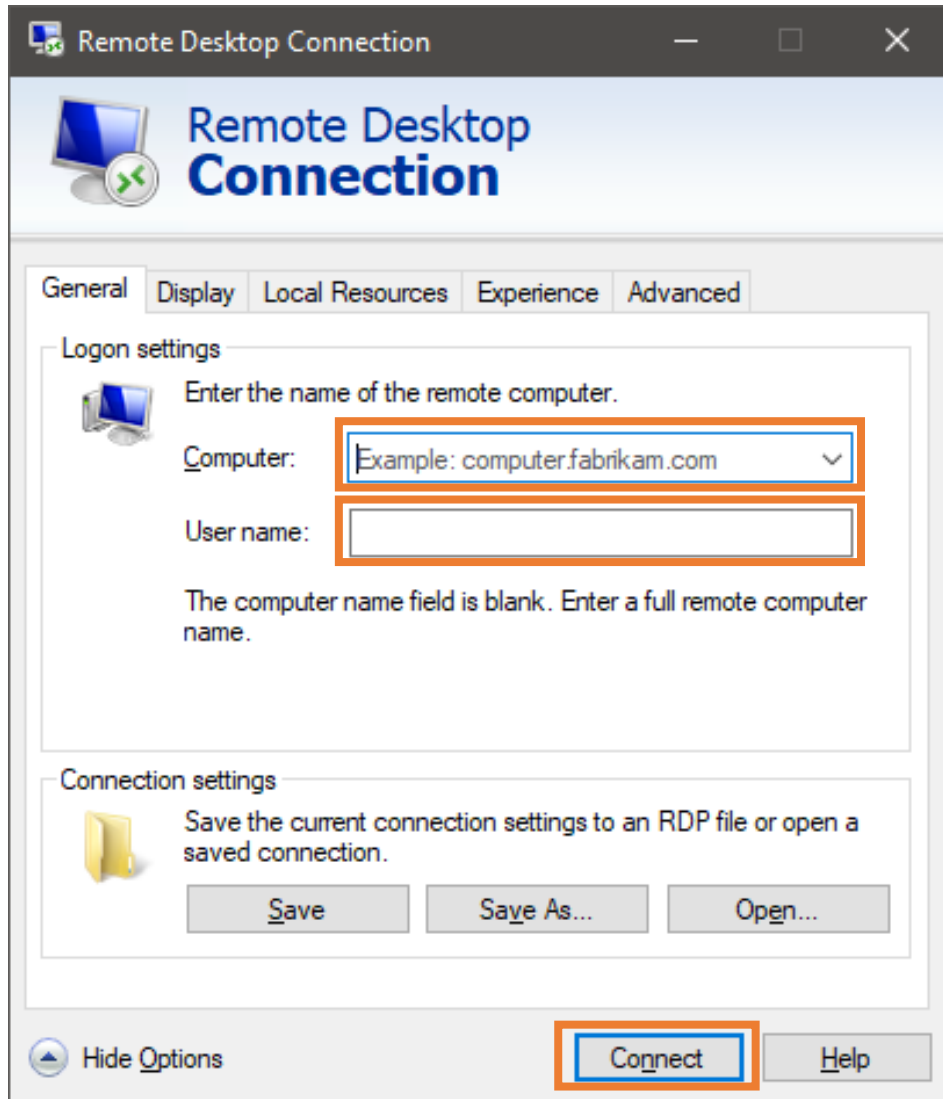 Remote Desktop Connection
Remote Desktop
Connection
General Display Local Resources Experience Advanced
Logon settings
Enter the name of the remote computer.
Computer: Example: computer.fabrikam.com
User name:
The computer name field is blank. Enter a full remote computer
name.
Connection settings
Save the current connection settings to an RDP file or open a
saved connection.
Save Save As... Open...
Hide Options Connect Help